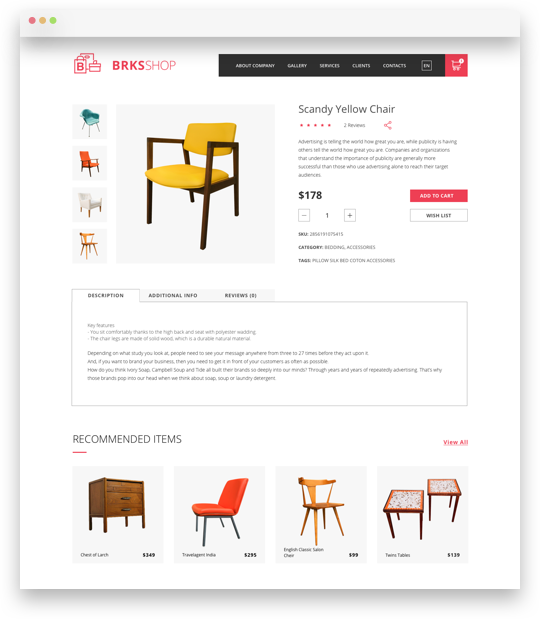 BRKSSHOP
ABOUT COMPANY GALLERY SERVICES CLIENTS CONTACTS EN
Scandy Yellow Chair
2 Reviews
Advertising is telling the world how great you are, while publicity is having
others tell the world how great you are. Companies and organizations
that understand the importance of publicity are generally more
successful than those who use advertising alone to reach their target
audiences.
$178
ADD TO CART
− 1 +
WISH LIST
SKU: 2856191075415
CATEGORY: BEDDING, ACCESSORIES
TAGS: PILLOW SILK BED COTON ACCESSORIES
DESCRIPTION ADDITIONAL INFO REVIEWS (0)
Key features
- You sit comfortably thanks to the high back and seat with polyester wadding.
- The chair legs are made of solid wood, which is a durable natural material.
Depending on what study you look at, people need to see your message anywhere from three to 27 times before they act upon it.
And, if you want to brand your business, then you need to get it in front of your customers as often as possible.
How do you think Ivory Soap, Campbell Soup and Tide all built their brands so deeply into our minds? Through years and years of repeatedly advertising. That's why
those brands pop into our head when we think about soap, soup or laundry detergent.
RECOMMENDED ITEMS
View All
Chest of Larch $349
Travelagent India $295
English Classic Salon
Chair $99
Twins Tables $139